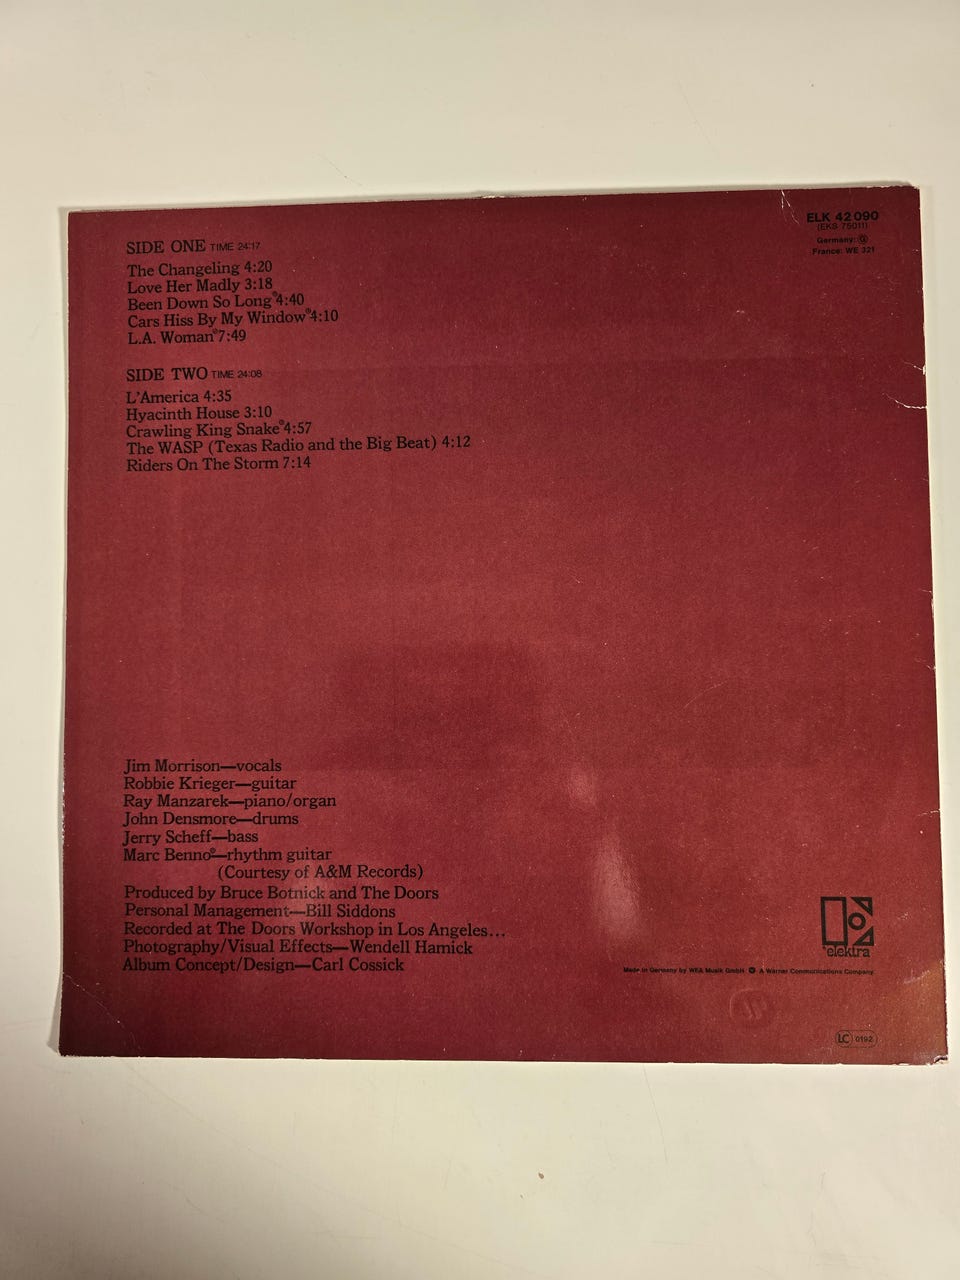 ELK 42 090
(EKS 75011)
Germany: Ⓠ
France: WE 321
SIDE ONE TIME 24:17
The Changeling 4:20
Love Her Madly 3:18
Been Down So Long*4:40
Cars Hiss By My Window*4:10
L.A. Woman*7:49
SIDE TWO TIME 24:08
L'America 4:35
Hyacinth House 3:10
Crawling King Snake*4:57
The WASP (Texas Radio and the Big Beat) 4:12
Riders On The Storm 7:14
Jim Morrison—vocals
Robbie Krieger—guitar
Ray Manzarek—piano/organ
John Densmore—drums
Jerry Scheff—bass
Marc Benno*—rhythm guitar
(Courtesy of A&M Records)
Produced by Bruce Botnick and The Doors
Personal Management—Bill Siddons
Recorded at The Doors Workshop in Los Angeles...
Photography/Visual Effects—Wendell Hamick
Album Concept/Design—Carl Cossick
elektra
Made in Germany by WEA Musik GmbH A Warner Communications Company
LC 0192